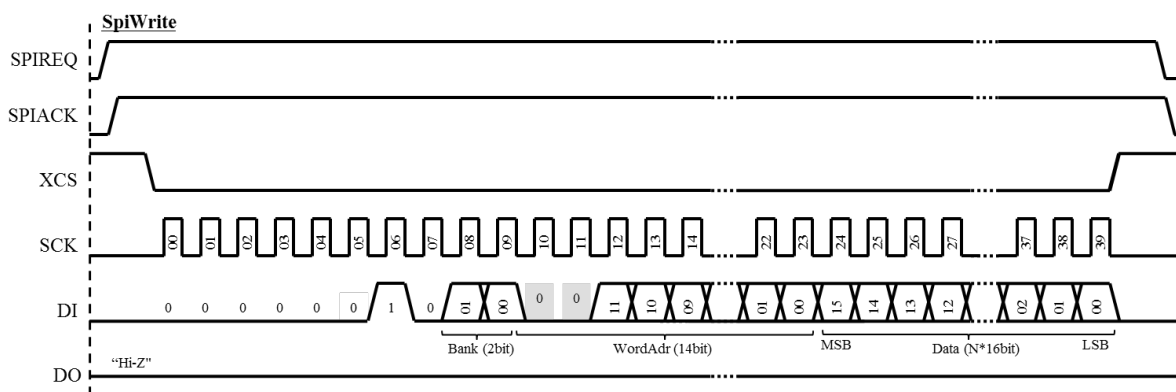 SpiWrite
SPIREQ
SPIACK
XCS
SCK 00 01 02 03 04 05 06 07 08 09 10 11 12 13 14 22 23 24 25 26 27 37 38 39
DI 0 0 0 0 0 0 1 0 01 00 0 0 11 10 09 01 00 15 14 13 12 02 01 00
Bank (2bit) WordAdr (14bit) MSB Data (N*16bit) LSB
"Hi-Z"
DO